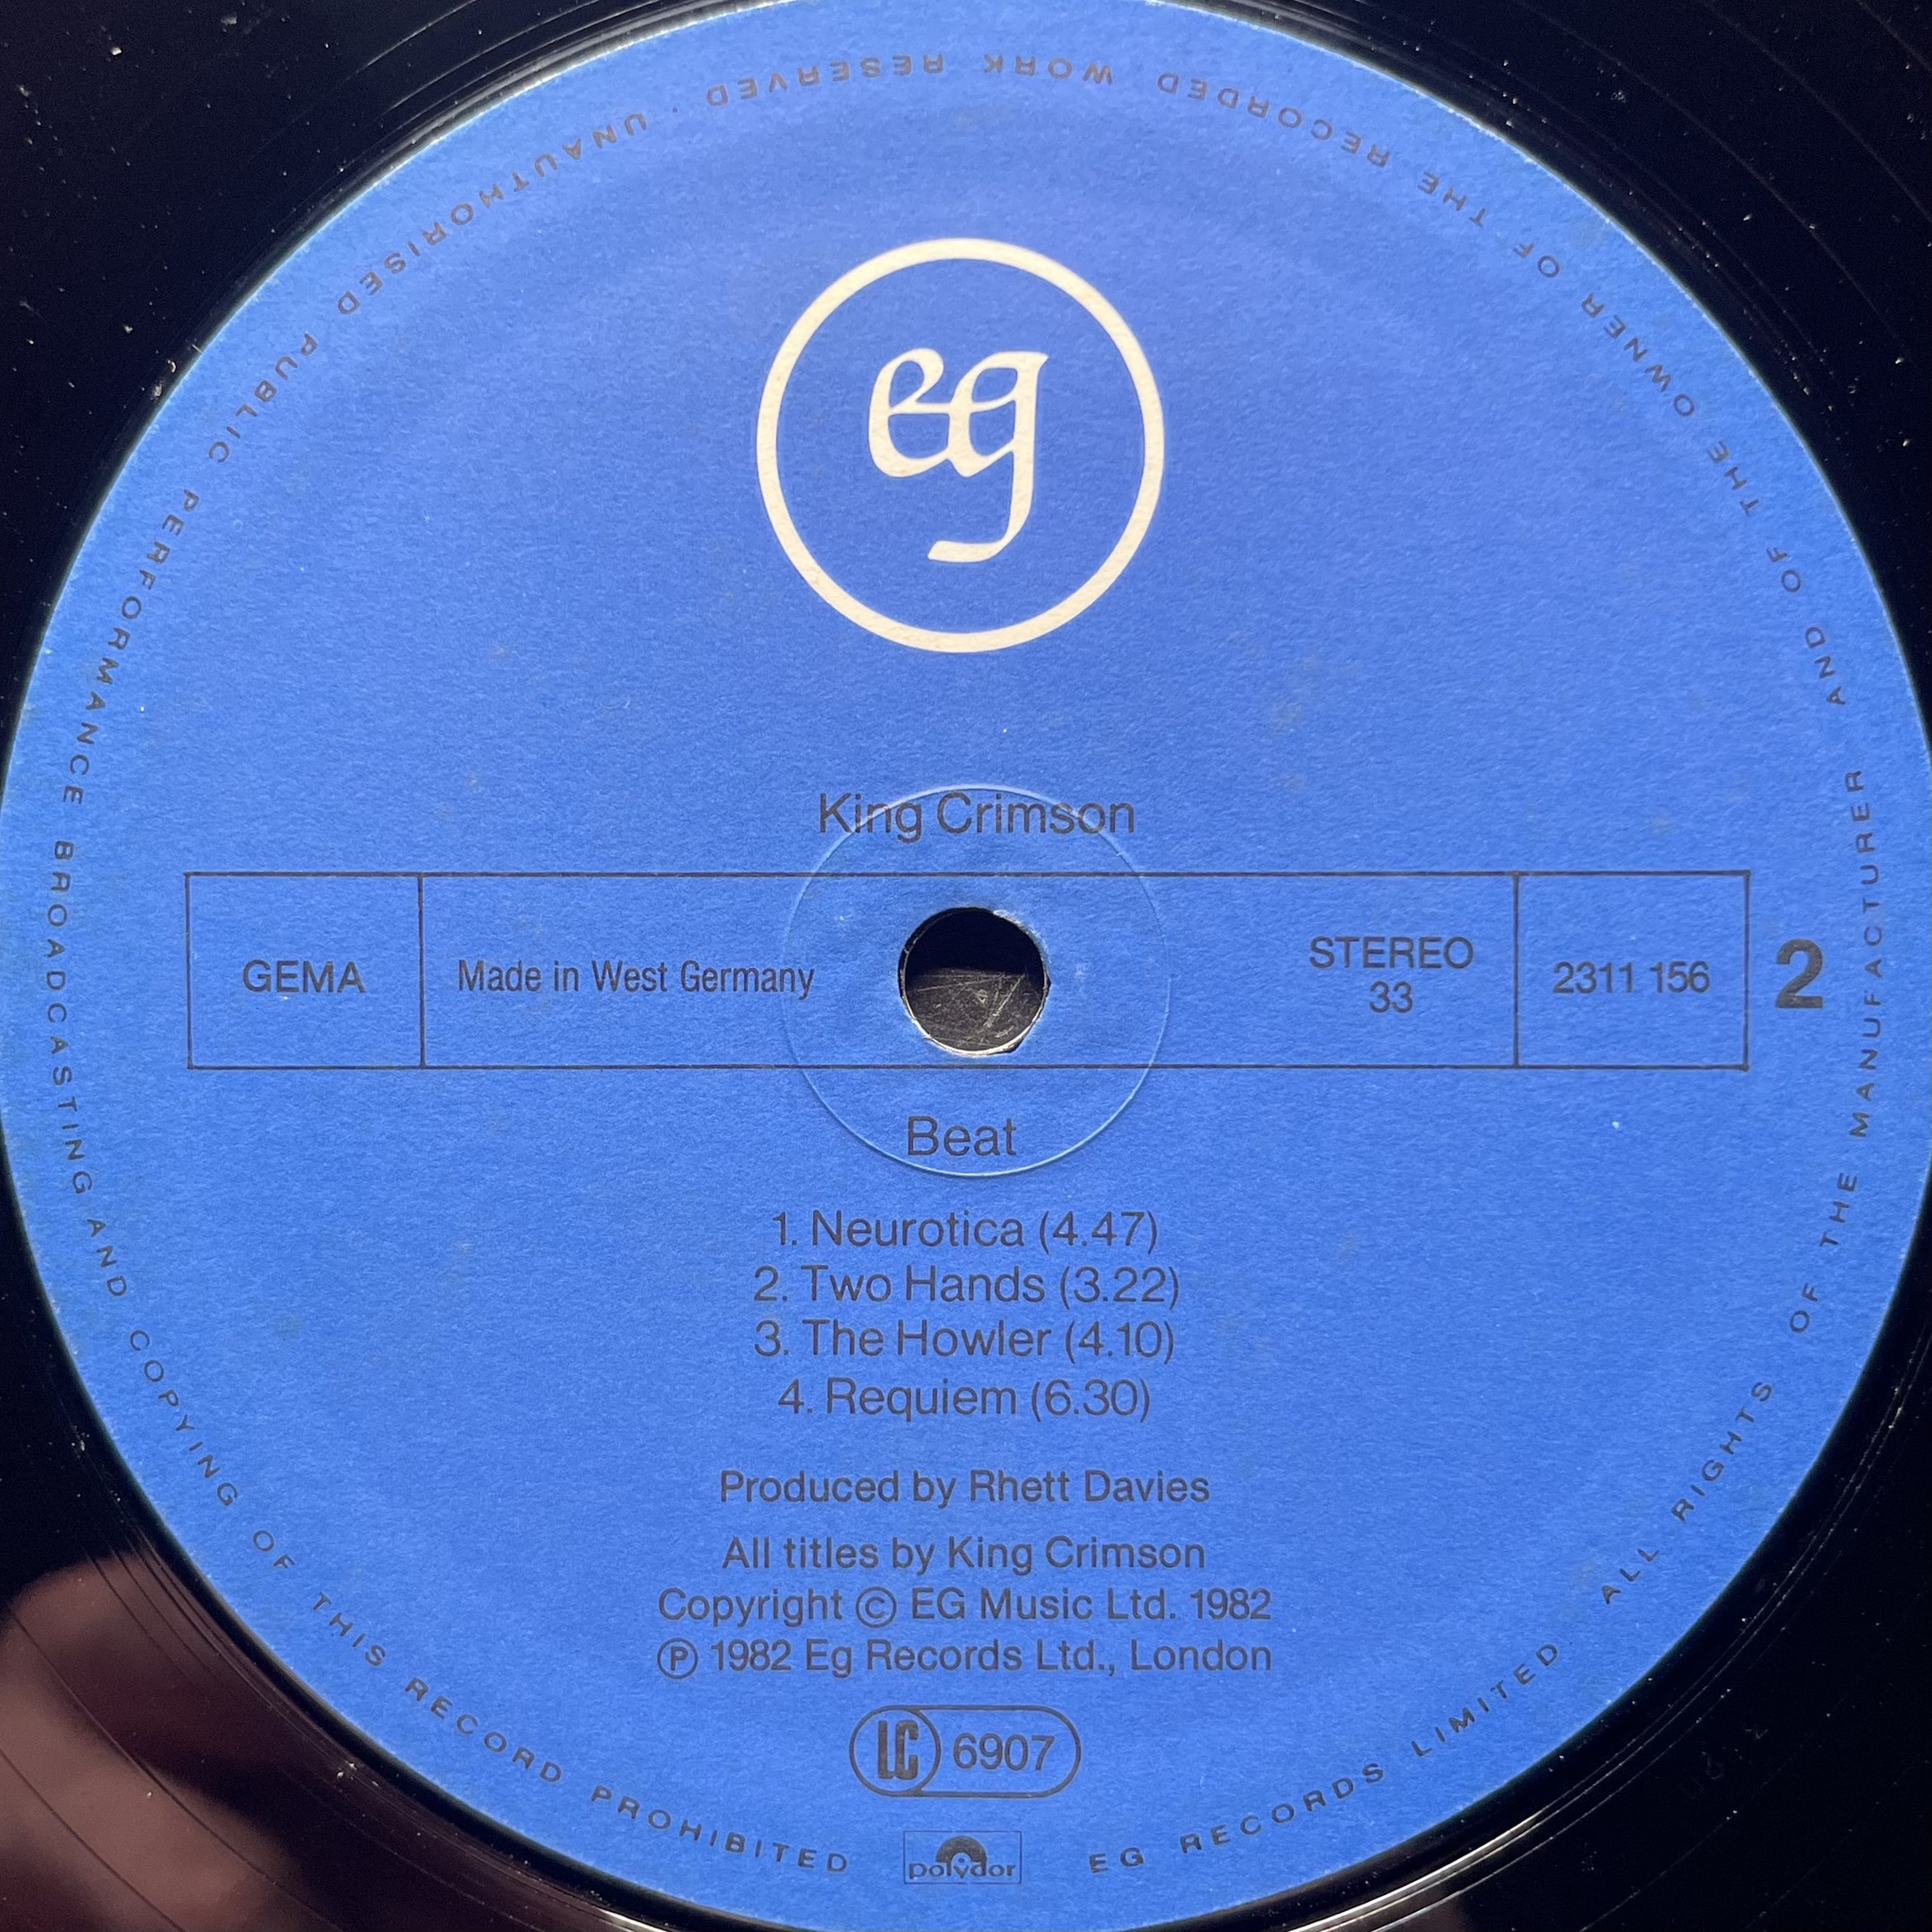 eg
King Crimson
GEMA
Made in West Germany
STEREO
33
2311 156
2
Beat
1. Neurotica (4.47)
2. Two Hands (3.22)
3. The Howler (4.10)
4. Requiem (6.30)
Produced by Rhett Davies
All titles by King Crimson
Copyright © EG Music Ltd. 1982
℗ 1982 Eg Records Ltd., London
LC 6907
polydor
EG RECORDS LIMITED ALL RIGHTS OF THE MANUFACTURER AND OF THE OWNER OF THE RECORDED WORK RESERVED · UNAUTHORISED PUBLIC PERFORMANCE BROADCASTING AND COPYING OF THIS RECORD PROHIBITED